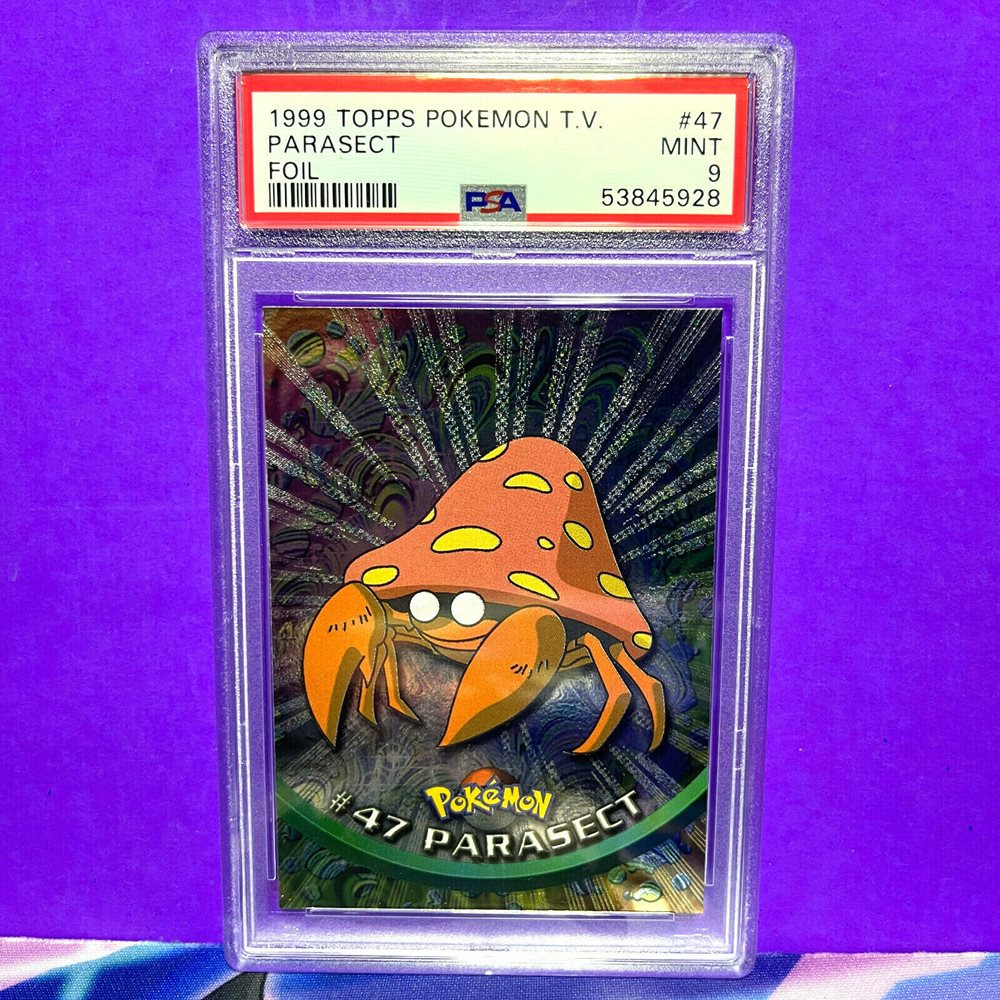 1999 TOPPS POKEMON T.V. #47
PARASECT MINT
FOIL 9
PSA 53845928
POKéMON
#47 PARASECT